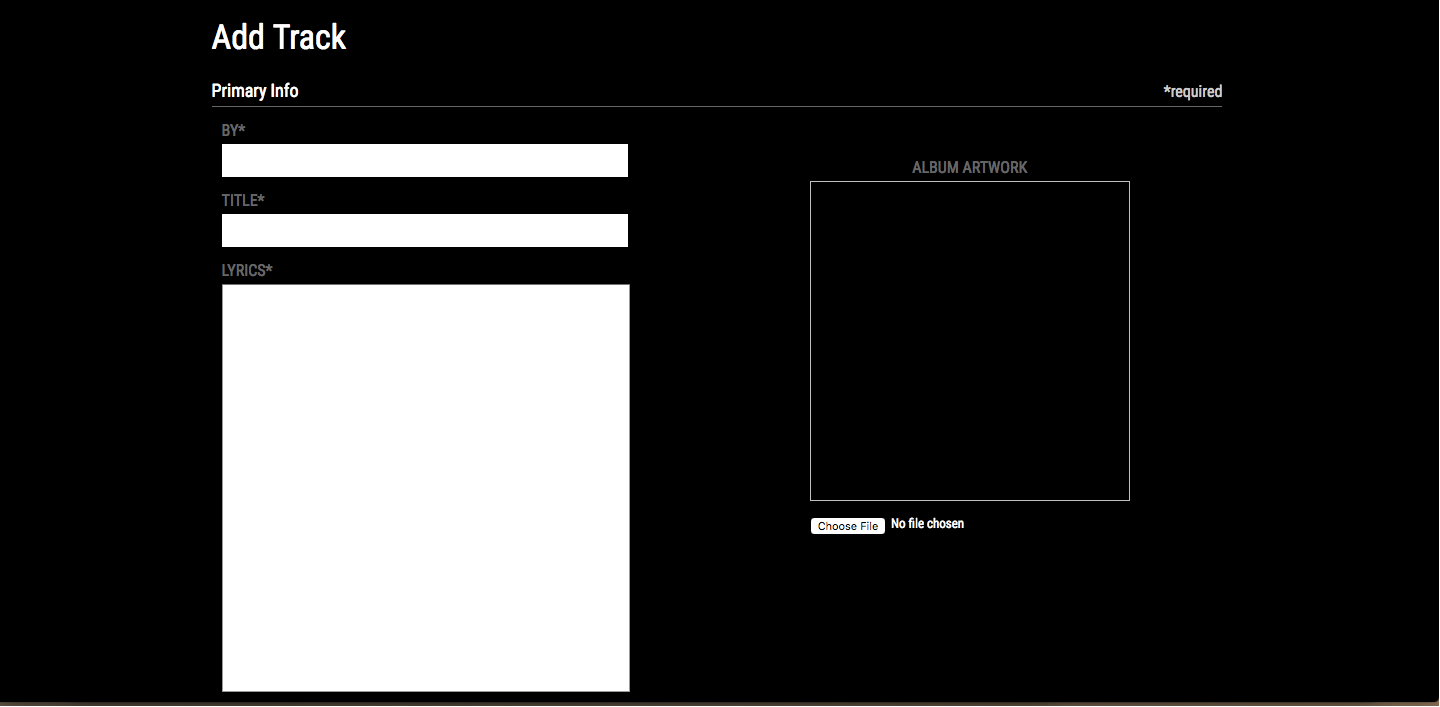 Add Track
Primary Info
*required
BY*
TITLE*
LYRICS*
ALBUM ARTWORK
Choose File No file chosen